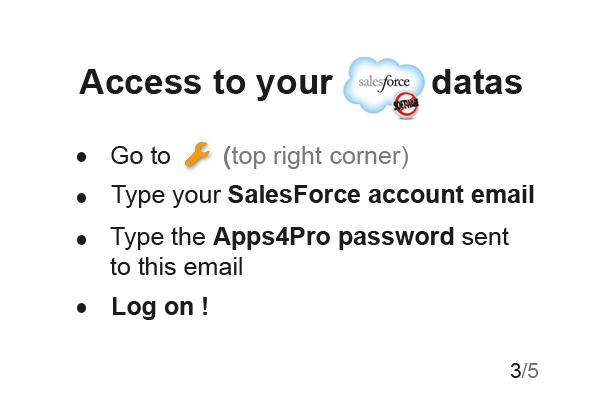 Access to your salesforce SOFTWARE datas
• Go to (top right corner)
• Type your SalesForce account email
• Type the Apps4Pro password sent
to this email
• Log on !
3/5